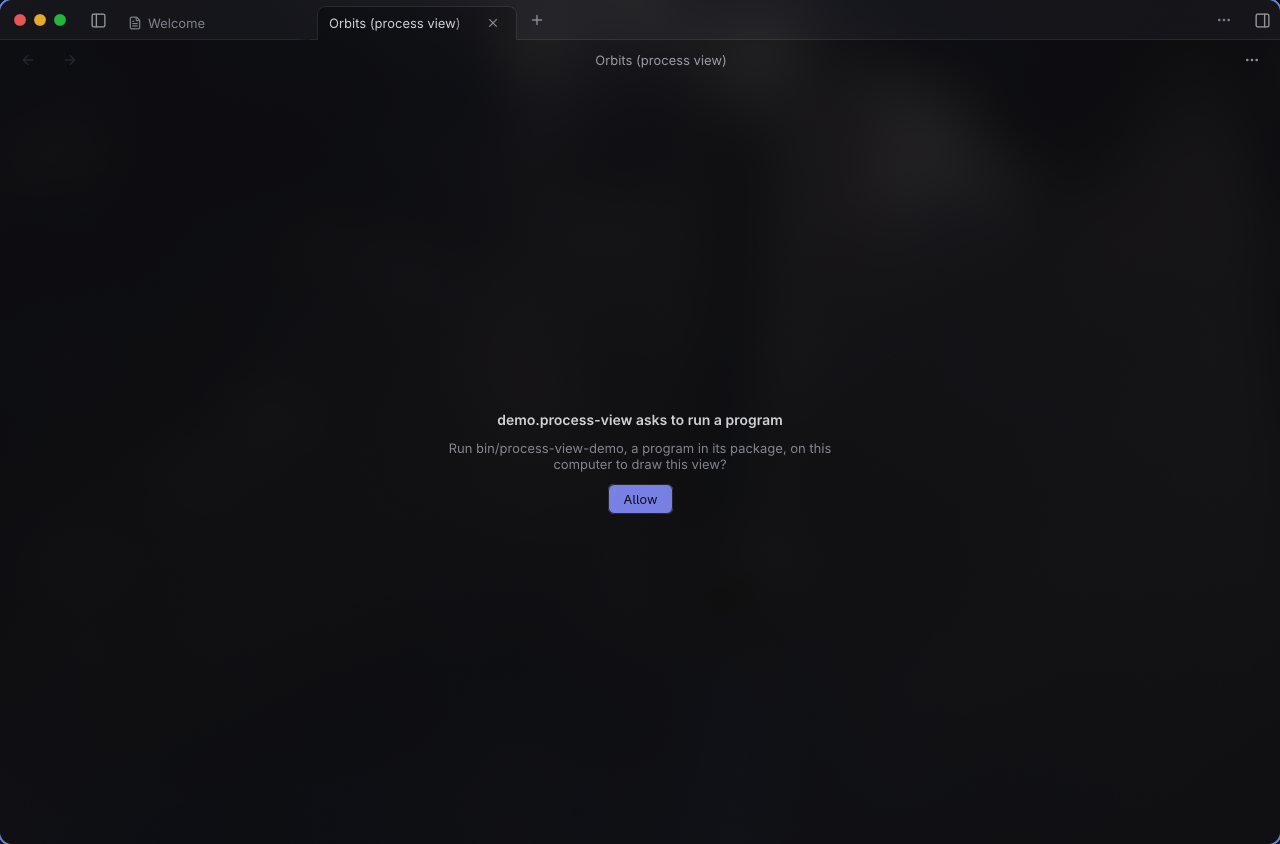 Welcome
Orbits (process view)
Orbits (process view)
demo.process-view asks to run a program
Run bin/process-view-demo, a program in its package, on this
computer to draw this view?
Allow